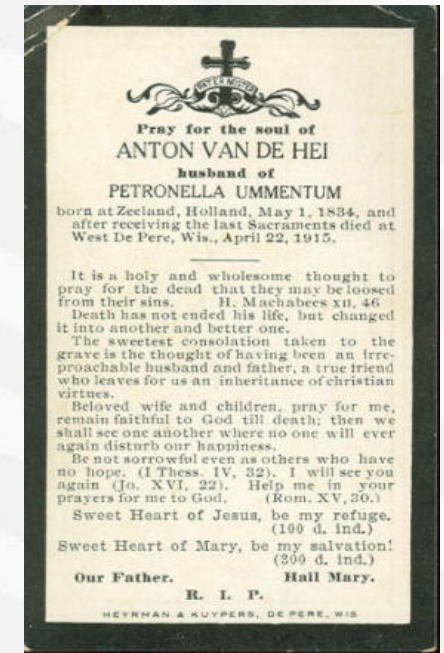 PATER NOSTER
Pray for the soul of
ANTON VAN DE HEI
husband of
PETRONELLA UMMENTUM
born at Zeeland, Holland, May 1, 1834, and
after receiving the last Sacraments died at
West De Pere, Wis., April 22, 1915.
It is a holy and wholesome thought to
pray for the dead that they may be loosed
from their sins. H. Machabees XII, 46
Death has not ended his life, but changed
it into another and better one.
The sweetest consolation taken to the
grave is the thought of having been an irre-
proachable husband and father, a true friend
who leaves for us an inheritance of christian
virtues.
Beloved wife and children, pray for me,
remain faithful to God till death; then we
shall see one another where no one will ever
again disturb our happiness.
Be not sorrowful even as others who have
no hope. (I Thess. IV, 32). I will see you
again (Jo. XVI, 22). Help me in your
prayers for me to God. (Rom. XV, 30.)
Sweet Heart of Jesus, be my refuge.
(100 d. ind.)
Sweet Heart of Mary, be my salvation!
(300 d. ind.)
Our Father. Hail Mary.
R. I. P.
HEYRMAN & KUYPERS, DE PERE, WIS